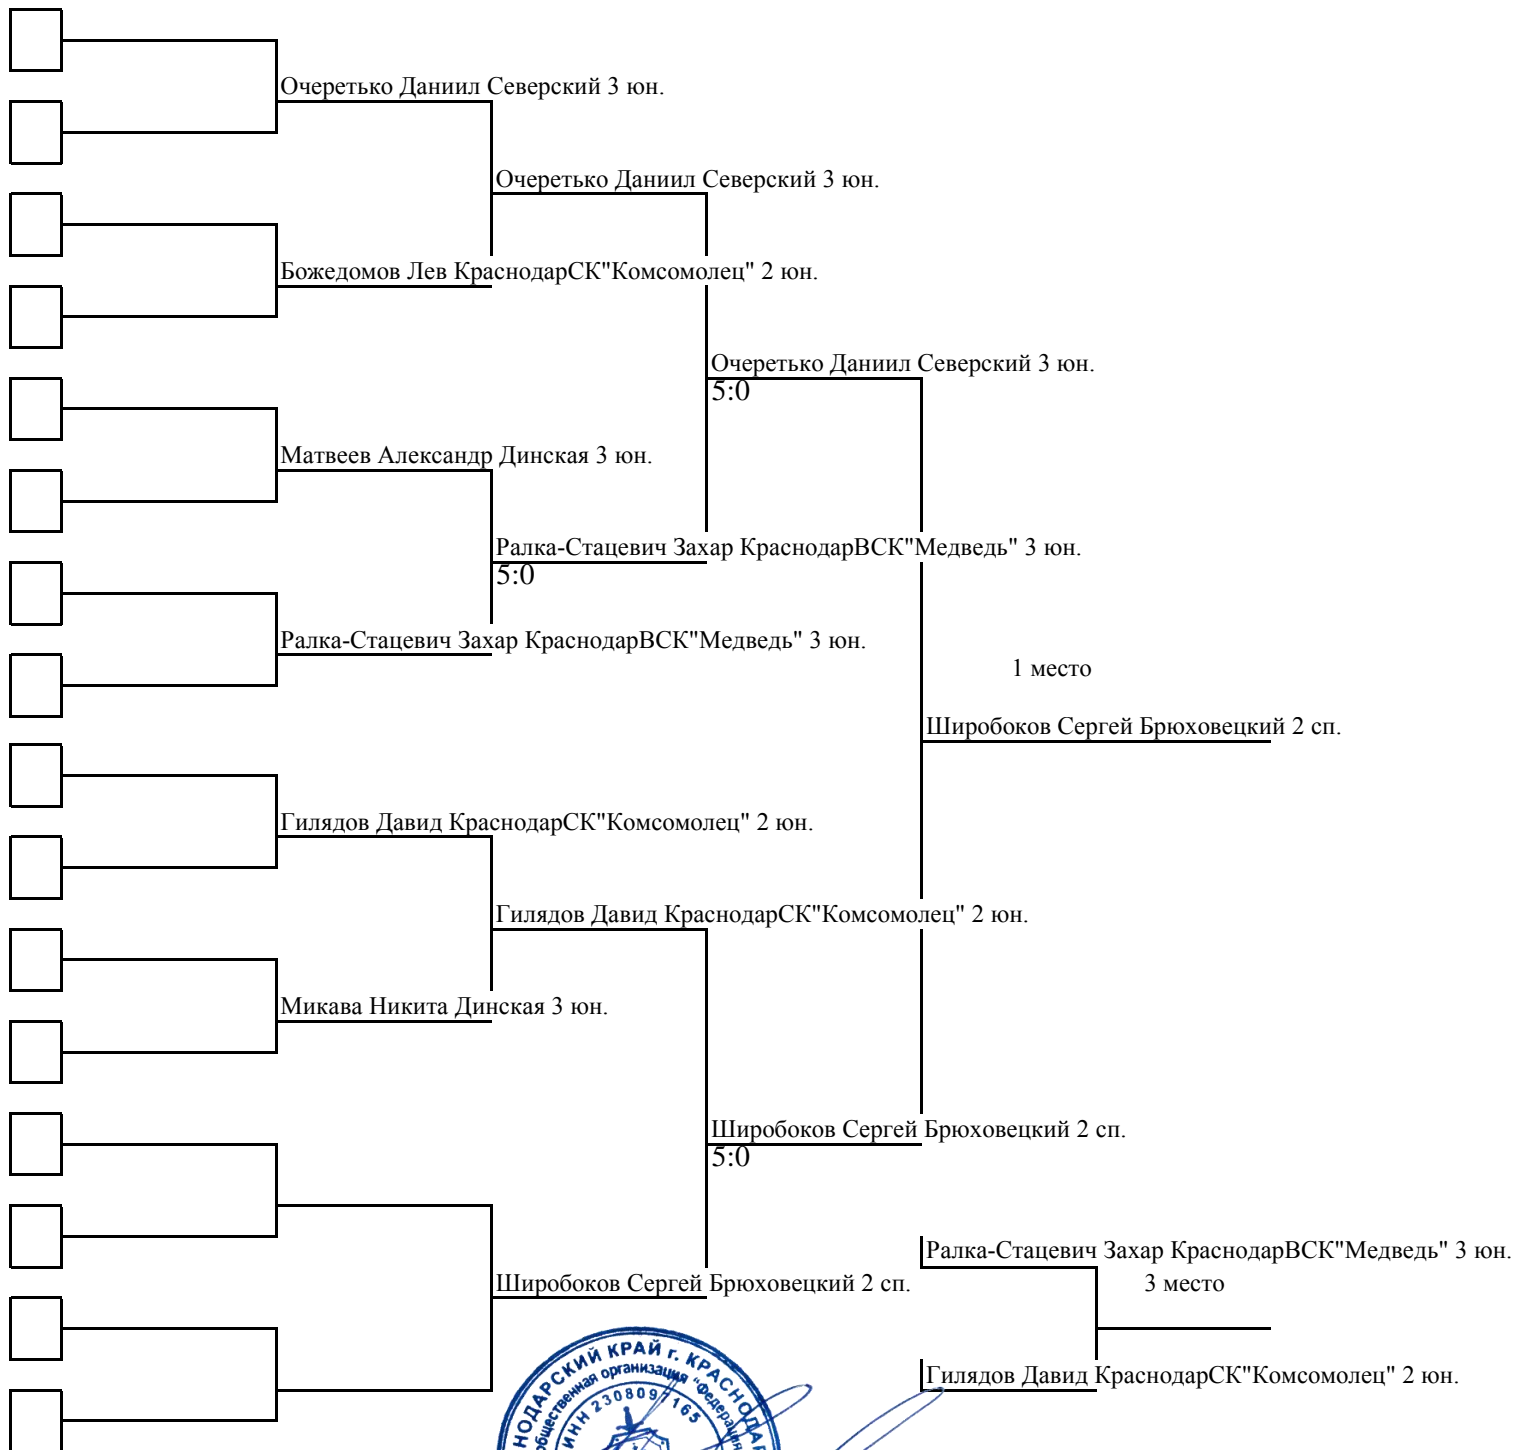 Очеретько Даниил Северский 3 юн.
Очеретько Даниил Северский 3 юн.
Божедомов Лев КраснодарСК"Комсомолец" 2 юн.
Очеретько Даниил Северский 3 юн.
5:0
Матвеев Александр Динская 3 юн.
Ралка-Стацевич Захар КраснодарВСК"Медведь" 3 юн.
5:0
Ралка-Стацевич Захар КраснодарВСК"Медведь" 3 юн.
1 место
Широбоков Сергей Брюховецкий 2 сп.
Гилядов Давид КраснодарСК"Комсомолец" 2 юн.
Гилядов Давид КраснодарСК"Комсомолец" 2 юн.
Микава Никита Динская 3 юн.
Широбоков Сергей Брюховецкий 2 сп.
5:0
Ралка-Стацевич Захар КраснодарВСК"Медведь" 3 юн.
Широбоков Сергей Брюховецкий 2 сп.
3 место
Гилядов Давид КраснодарСК"Комсомолец" 2 юн.
НОДАРСКИЙ КРАЙ г. КРАСНОДАР
общественная организация "Федерация
ИНН 2308097165